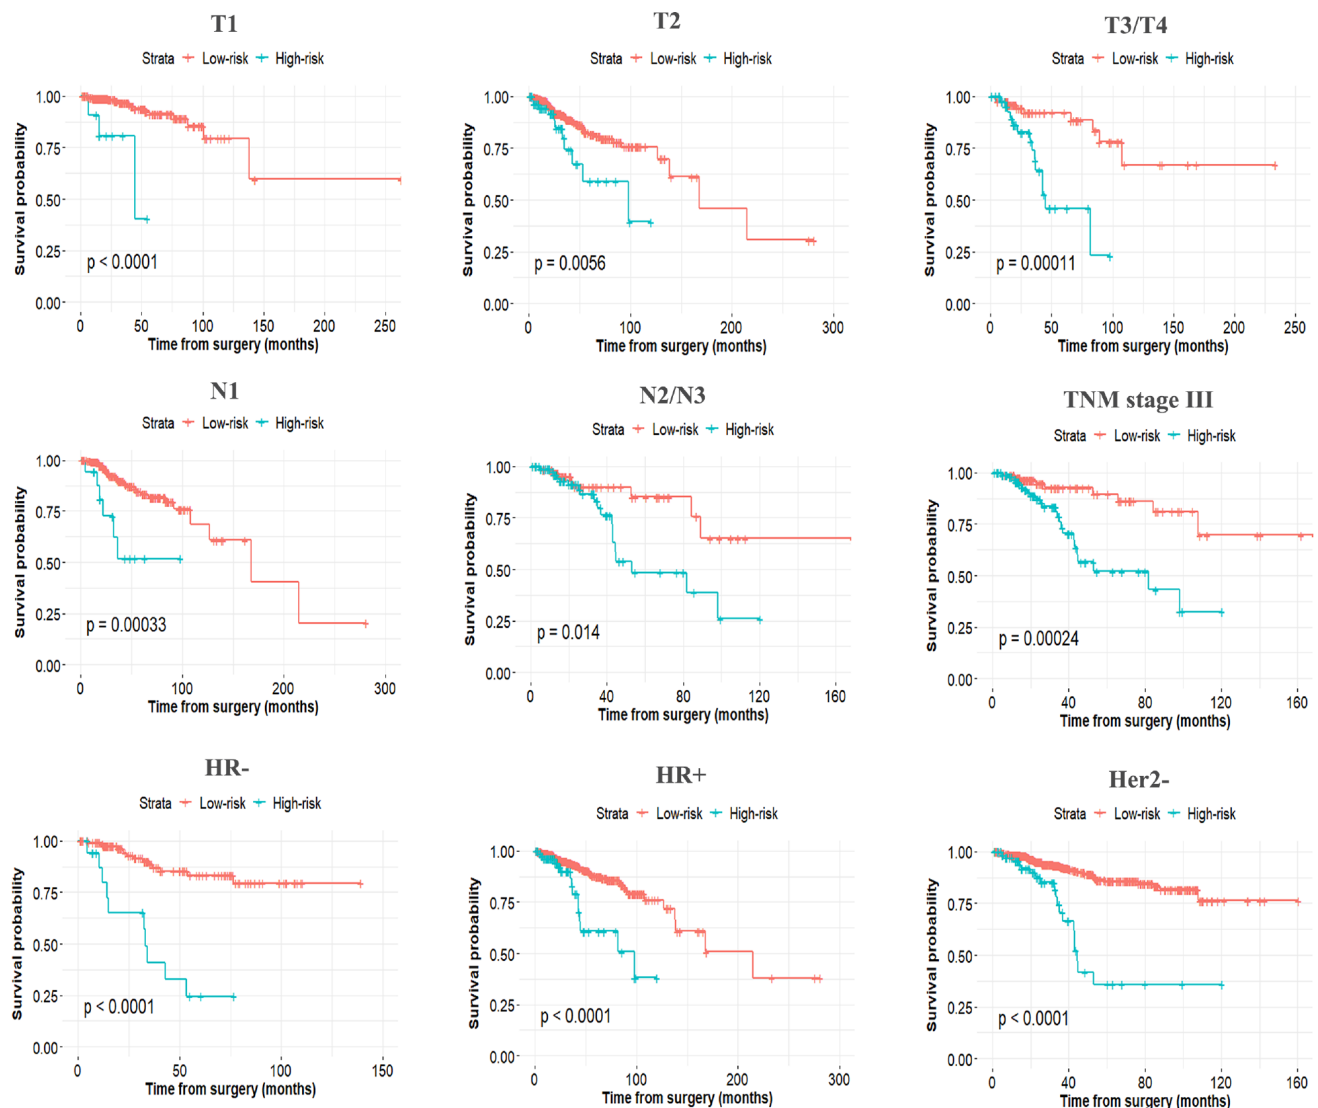 T1
Strata Low-risk High-risk
Survival probability
1.00
0.75
0.50
0.25
0.00
p < 0.0001
0 50 100 150 200 250
Time from surgery (months)
T2
Strata Low-risk High-risk
Survival probability
1.00
0.75
0.50
0.25
0.00
p = 0.0056
0 100 200 300
Time from surgery (months)
T3/T4
Strata Low-risk High-risk
Survival probability
1.00
0.75
0.50
0.25
0.00
p = 0.00011
0 50 100 150 200 250
Time from surgery (months)
N1
Strata Low-risk High-risk
Survival probability
1.00
0.75
0.50
0.25
0.00
p = 0.00033
0 100 200 300
Time from surgery (months)
N2/N3
Strata Low-risk High-risk
Survival probability
1.00
0.75
0.50
0.25
0.00
p = 0.014
0 40 80 120 160
Time from surgery (months)
TNM stage III
Strata Low-risk High-risk
Survival probability
1.00
0.75
0.50
0.25
0.00
p = 0.00024
0 40 80 120 160
Time from surgery (months)
HR-
Strata Low-risk High-risk
Survival probability
1.00
0.75
0.50
0.25
0.00
p < 0.0001
0 50 100 150
Time from surgery (months)
HR+
Strata Low-risk High-risk
Survival probability
1.00
0.75
0.50
0.25
0.00
p < 0.0001
0 100 200 300
Time from surgery (months)
Her2-
Strata Low-risk High-risk
Survival probability
1.00
0.75
0.50
0.25
0.00
p < 0.0001
0 40 80 120 160
Time from surgery (months)